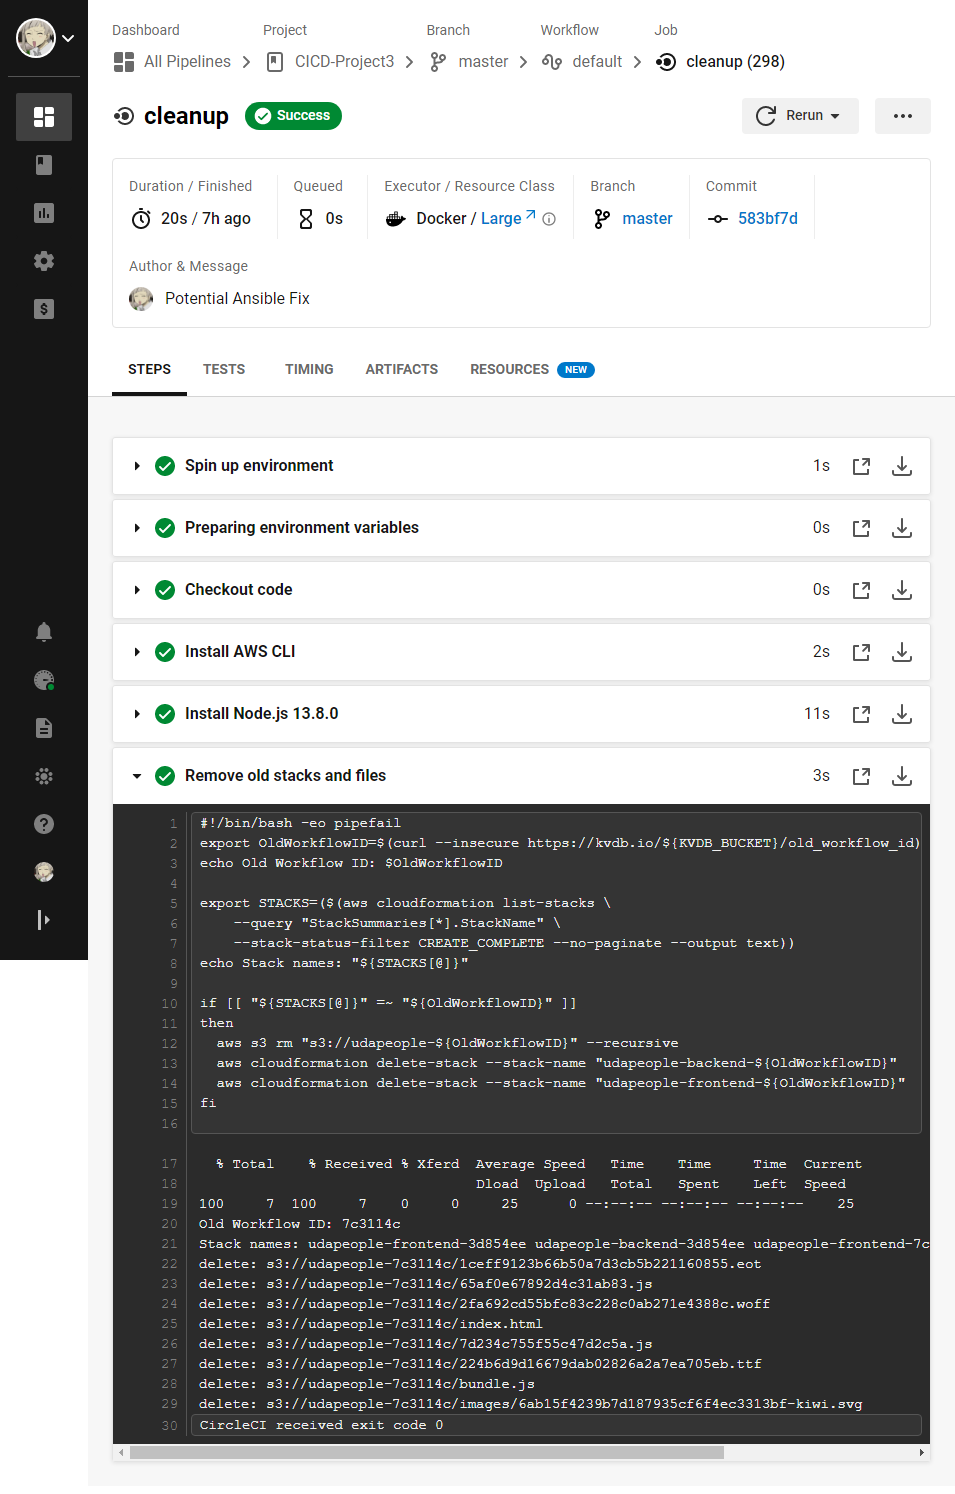 Dashboard Project Branch Workflow Job
All Pipelines CICD-Project3 master default cleanup (298)
cleanup Success Rerun
Duration / Finished Queued Executor / Resource Class Branch Commit
20s / 7h ago 0s Docker / Large master 583bf7d
Author & Message
Potential Ansible Fix
STEPS TESTS TIMING ARTIFACTS RESOURCES NEW
Spin up environment 1s
Preparing environment variables 0s
Checkout code 0s
Install AWS CLI 2s
Install Node.js 13.8.0 11s
Remove old stacks and files 3s
1 #!/bin/bash -eo pipefail
2 export OldWorkflowID=$(curl --insecure https://kvdb.io/${KVDB_BUCKET}/old_workflow_id)
3 echo Old Workflow ID: $OldWorkflowID
4
5 export STACKS=($(aws cloudformation list-stacks \
6 --query "StackSummaries[*].StackName" \
7 --stack-status-filter CREATE_COMPLETE --no-paginate --output text))
8 echo Stack names: "${STACKS[@]}"
9
10 if [[ "${STACKS[@]}" =~ "${OldWorkflowID}" ]]
11 then
12 aws s3 rm "s3://udapeople-${OldWorkflowID}" --recursive
13 aws cloudformation delete-stack --stack-name "udapeople-backend-${OldWorkflowID}"
14 aws cloudformation delete-stack --stack-name "udapeople-frontend-${OldWorkflowID}"
15 fi
16
17 % Total % Received % Xferd Average Speed Time Time Time Current
18 Dload Upload Total Spent Left Speed
19 100 7 100 7 0 0 25 0 --:--:-- --:--:-- --:--:-- 25
20 Old Workflow ID: 7c3114c
21 Stack names: udapeople-frontend-3d854ee udapeople-backend-3d854ee udapeople-frontend-7c
22 delete: s3://udapeople-7c3114c/1ceff9123b66b50a7d3cb5b221160855.eot
23 delete: s3://udapeople-7c3114c/65af0e67892d4c31ab83.js
24 delete: s3://udapeople-7c3114c/2fa692cd55bfc83c228c0ab271e4388c.woff
25 delete: s3://udapeople-7c3114c/index.html
26 delete: s3://udapeople-7c3114c/7d234c755f55c47d2c5a.js
27 delete: s3://udapeople-7c3114c/224b6d9d16679dab02826a2a7ea705eb.ttf
28 delete: s3://udapeople-7c3114c/bundle.js
29 delete: s3://udapeople-7c3114c/images/6ab15f4239b7d187935cf6f4ec3313bf-kiwi.svg
30 CircleCI received exit code 0